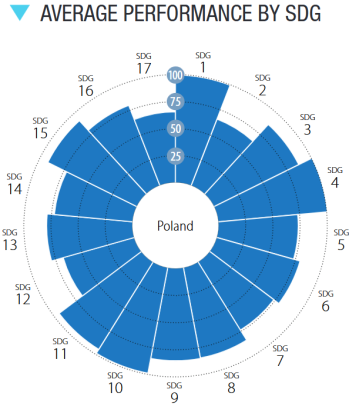 AVERAGE PERFORMANCE BY SDG
SDG
1
SDG
2
SDG
3
SDG
4
SDG
5
SDG
6
SDG
7
SDG
8
SDG
9
SDG
10
SDG
11
SDG
12
SDG
13
SDG
14
SDG
15
SDG
16
SDG
17
100
75
50
25
Poland